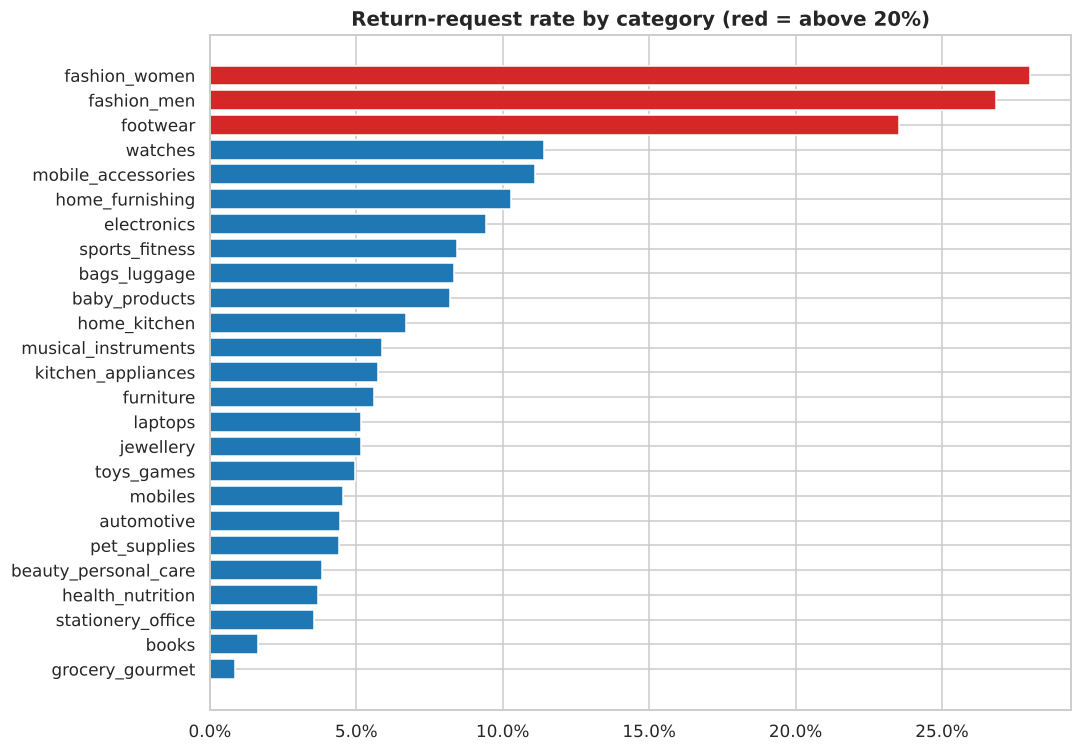 Return-request rate by category (red = above 20%)
fashion_women
fashion_men
footwear
watches
mobile_accessories
home_furnishing
electronics
sports_fitness
bags_luggage
baby_products
home_kitchen
musical_instruments
kitchen_appliances
furniture
laptops
jewellery
toys_games
mobiles
automotive
pet_supplies
beauty_personal_care
health_nutrition
stationery_office
books
grocery_gourmet
0.0% 5.0% 10.0% 15.0% 20.0% 25.0%